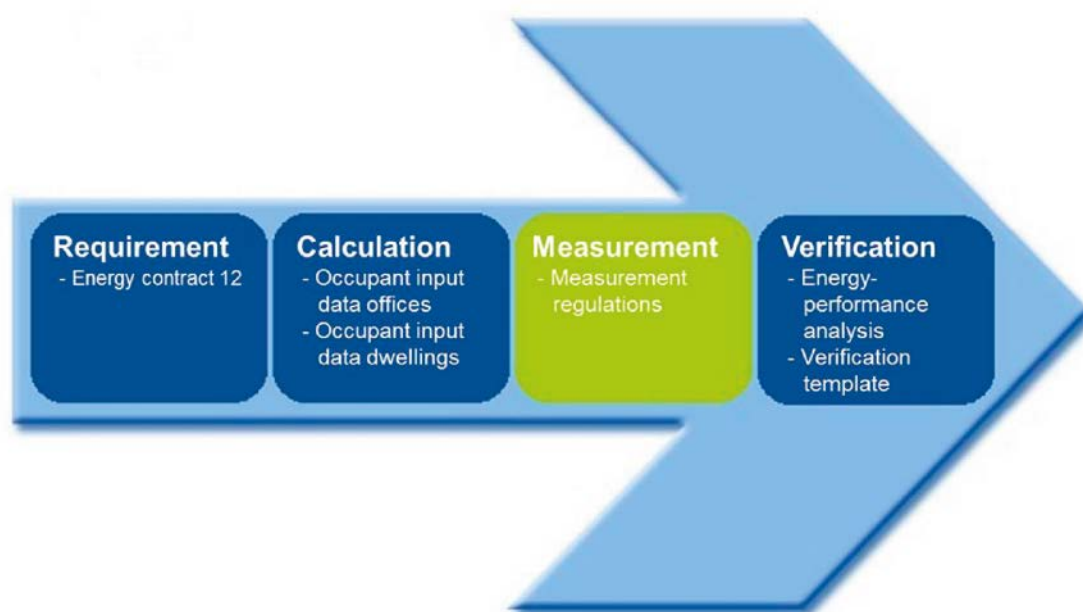 Requirement
- Energy contract 12
Calculation
- Occupant input
data offices
- Occupant input
data dwellings
Measurement
- Measurement
regulations
Verification
- Energy-
performance
analysis
- Verification
template